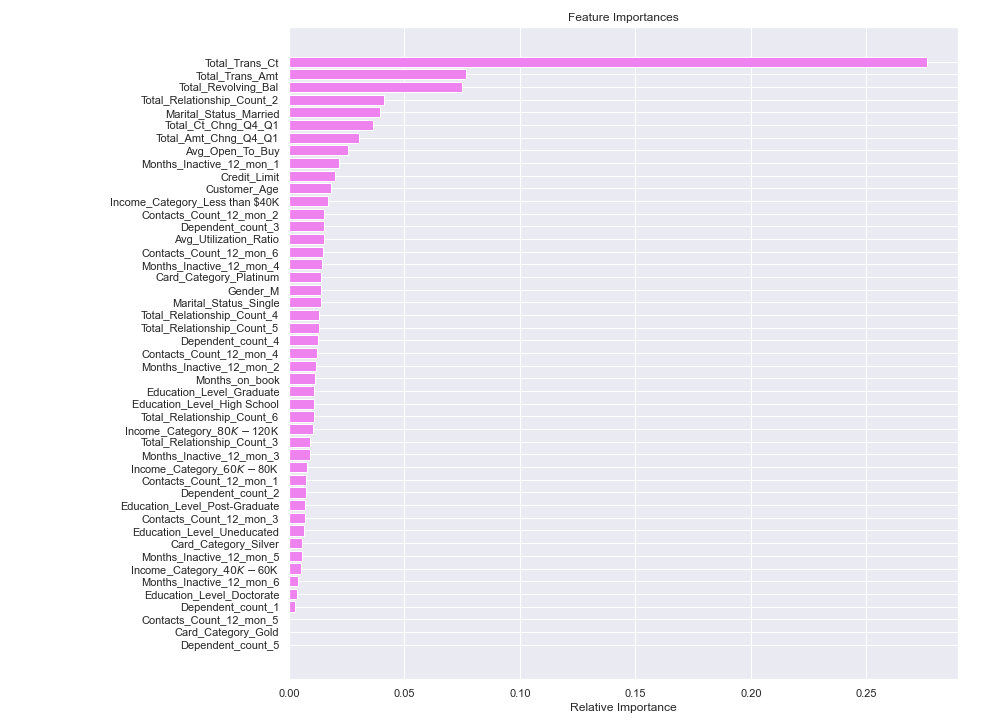 Feature Importances
Total_Trans_Ct
Total_Trans_Amt
Total_Revolving_Bal
Total_Relationship_Count_2
Marital_Status_Married
Total_Ct_Chng_Q4_Q1
Total_Amt_Chng_Q4_Q1
Avg_Open_To_Buy
Months_Inactive_12_mon_1
Credit_Limit
Customer_Age
Income_Category_Less than $40K
Contacts_Count_12_mon_2
Dependent_count_3
Avg_Utilization_Ratio
Contacts_Count_12_mon_6
Months_Inactive_12_mon_4
Card_Category_Platinum
Gender_M
Marital_Status_Single
Total_Relationship_Count_4
Total_Relationship_Count_5
Dependent_count_4
Contacts_Count_12_mon_4
Months_Inactive_12_mon_2
Months_on_book
Education_Level_Graduate
Education_Level_High School
Total_Relationship_Count_6
Income_Category_80K − 120K
Total_Relationship_Count_3
Months_Inactive_12_mon_3
Income_Category_60K − 80K
Contacts_Count_12_mon_1
Dependent_count_2
Education_Level_Post-Graduate
Contacts_Count_12_mon_3
Education_Level_Uneducated
Card_Category_Silver
Months_Inactive_12_mon_5
Income_Category_40K − 60K
Months_Inactive_12_mon_6
Education_Level_Doctorate
Dependent_count_1
Contacts_Count_12_mon_5
Card_Category_Gold
Dependent_count_5
0.00 0.05 0.10 0.15 0.20 0.25
Relative Importance